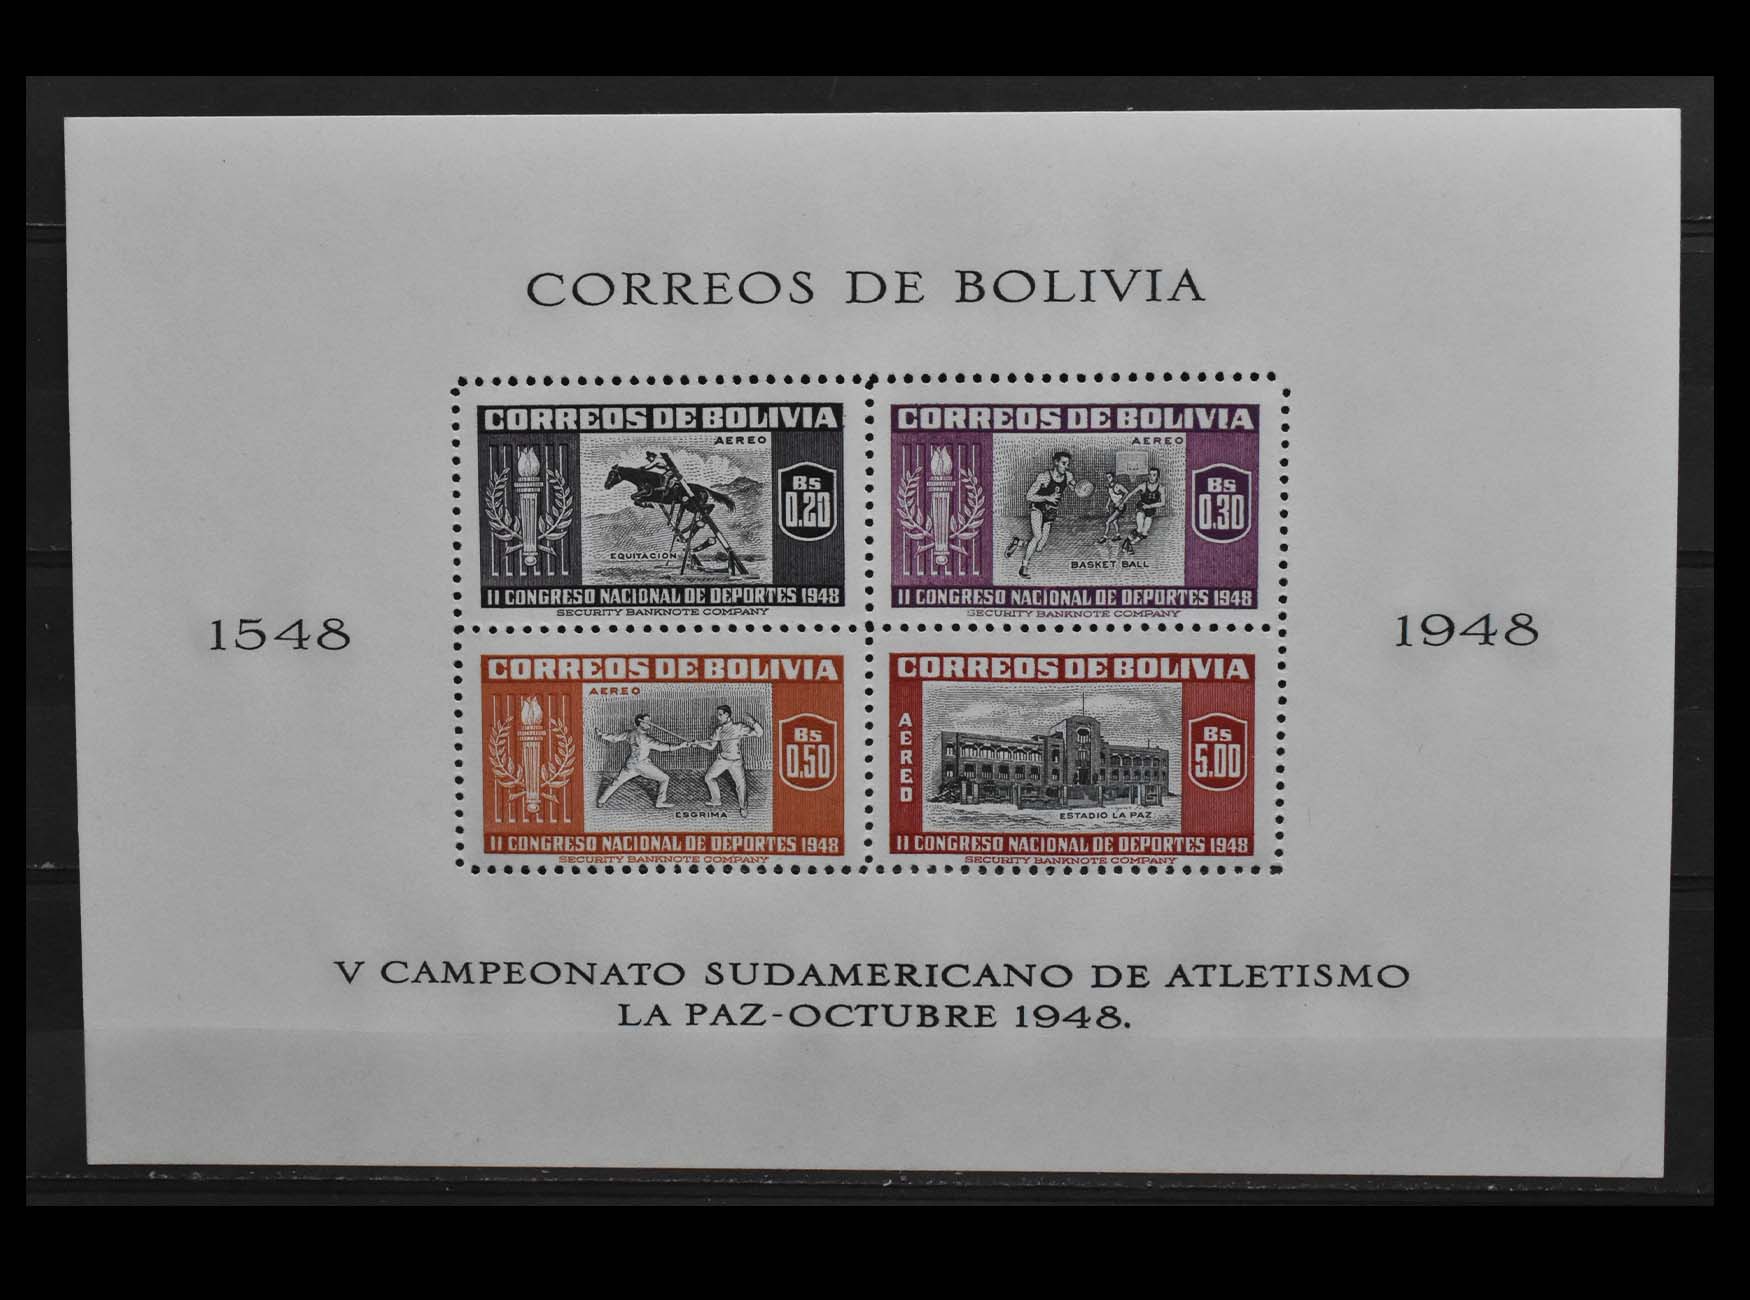 CORREOS DE BOLIVIA
CORREOS DE BOLIVIA
AEREO
Bs
0.20
EQUITACION
II CONGRESO NACIONAL DE DEPORTES 1948
SECURITY BANKNOTE COMPANY
CORREOS DE BOLIVIA
AEREO
Bs
0.30
BASKET BALL
II CONGRESO NACIONAL DE DEPORTES 1948
SECURITY BANKNOTE COMPANY
1548
1948
CORREOS DE BOLIVIA
AEREO
Bs
0.50
ESGRIMA
II CONGRESO NACIONAL DE DEPORTES 1948
SECURITY BANKNOTE COMPANY
CORREOS DE BOLIVIA
AEREO
Bs
5.00
ESTADIO LA PAZ
II CONGRESO NACIONAL DE DEPORTES 1948
SECURITY BANKNOTE COMPANY
V CAMPEONATO SUDAMERICANO DE ATLETISMO
LA PAZ-OCTUBRE 1948.